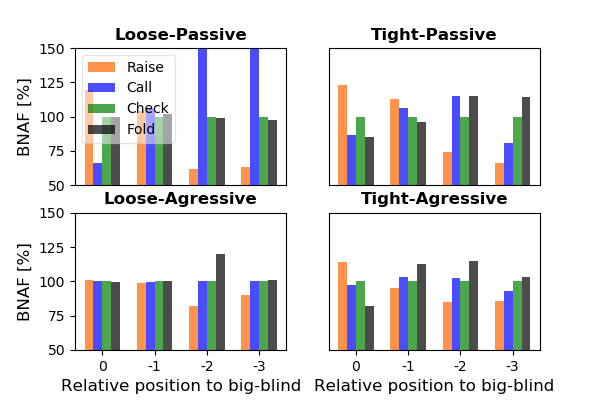 Loose-Passive
Tight-Passive
BNAF [%]
150
125
100
75
50
Raise
Call
Check
Fold
Loose-Agressive
Tight-Agressive
BNAF [%]
150
125
100
75
50
0 -1 -2 -3
0 -1 -2 -3
Relative position to big-blind
Relative position to big-blind